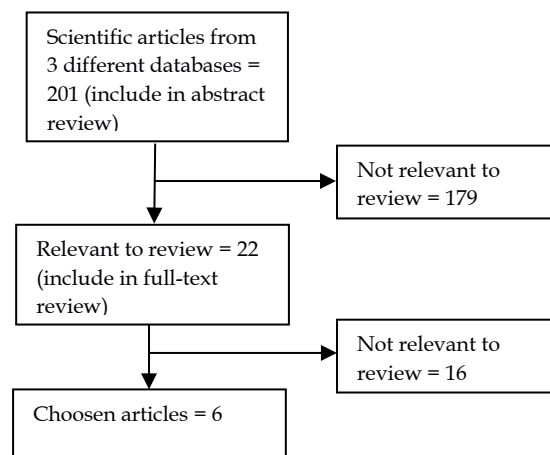 Scientific articles from
3 different databases =
201 (include in abstract
review)
Not relevant to
review = 179
Relevant to review = 22
(include in full-text
review)
Not relevant to
review = 16
Choosen articles = 6